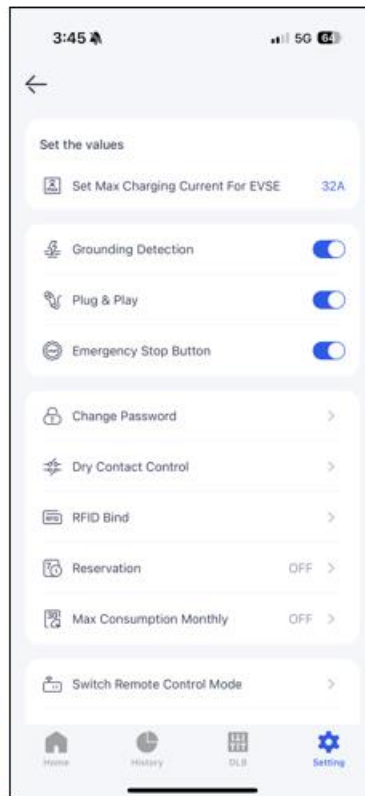 3:45
5G 64
Set the values
Set Max Charging Current For EVSE 32A
Grounding Detection
Plug & Play
Emergency Stop Button
Change Password
Dry Contact Control
RFID Bind
Reservation OFF
Max Consumption Monthly OFF
Switch Remote Control Mode
Home History DLB Setting